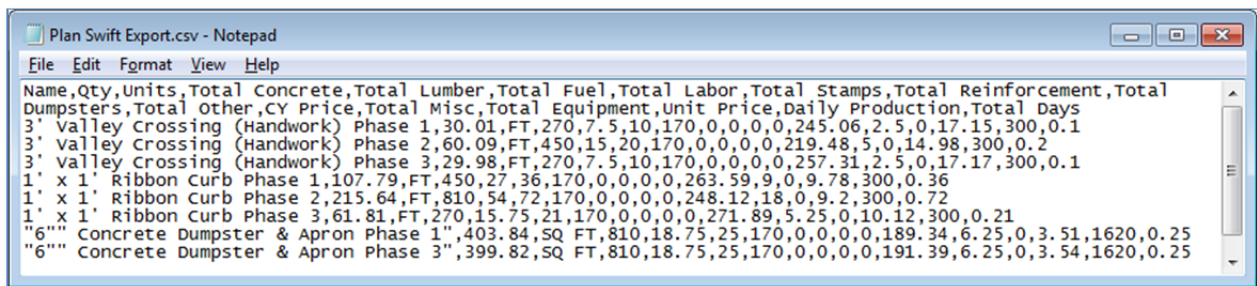 Plan Swift Export.csv - Notepad
File Edit Format View Help
Name,Qty,Units,Total Concrete,Total Lumber,Total Fuel,Total Labor,Total Stamps,Total Reinforcement,Total
Dumpsters,Total Other,CY Price,Total Misc,Total Equipment,Unit Price,Daily Production,Total Days
3' Valley Crossing (Handwork) Phase 1,30.01,FT,270,7.5,10,170,0,0,0,0,245.06,2.5,0,17.15,300,0.1
3' Valley Crossing (Handwork) Phase 2,60.09,FT,450,15,20,170,0,0,0,0,219.48,5,0,14.98,300,0.2
3' Valley Crossing (Handwork) Phase 3,29.98,FT,270,7.5,10,170,0,0,0,0,257.31,2.5,0,17.17,300,0.1
1' x 1' Ribbon Curb Phase 1,107.79,FT,450,27,36,170,0,0,0,0,263.59,9,0,9.78,300,0.36
1' x 1' Ribbon Curb Phase 2,215.64,FT,810,54,72,170,0,0,0,0,248.12,18,0,9.2,300,0.72
1' x 1' Ribbon Curb Phase 3,61.81,FT,270,15.75,21,170,0,0,0,0,271.89,5.25,0,10.12,300,0.21
"6"" Concrete Dumpster & Apron Phase 1",403.84,SQ FT,810,18.75,25,170,0,0,0,0,189.34,6.25,0,3.51,1620,0.25
"6"" Concrete Dumpster & Apron Phase 3",399.82,SQ FT,810,18.75,25,170,0,0,0,0,191.39,6.25,0,3.54,1620,0.25